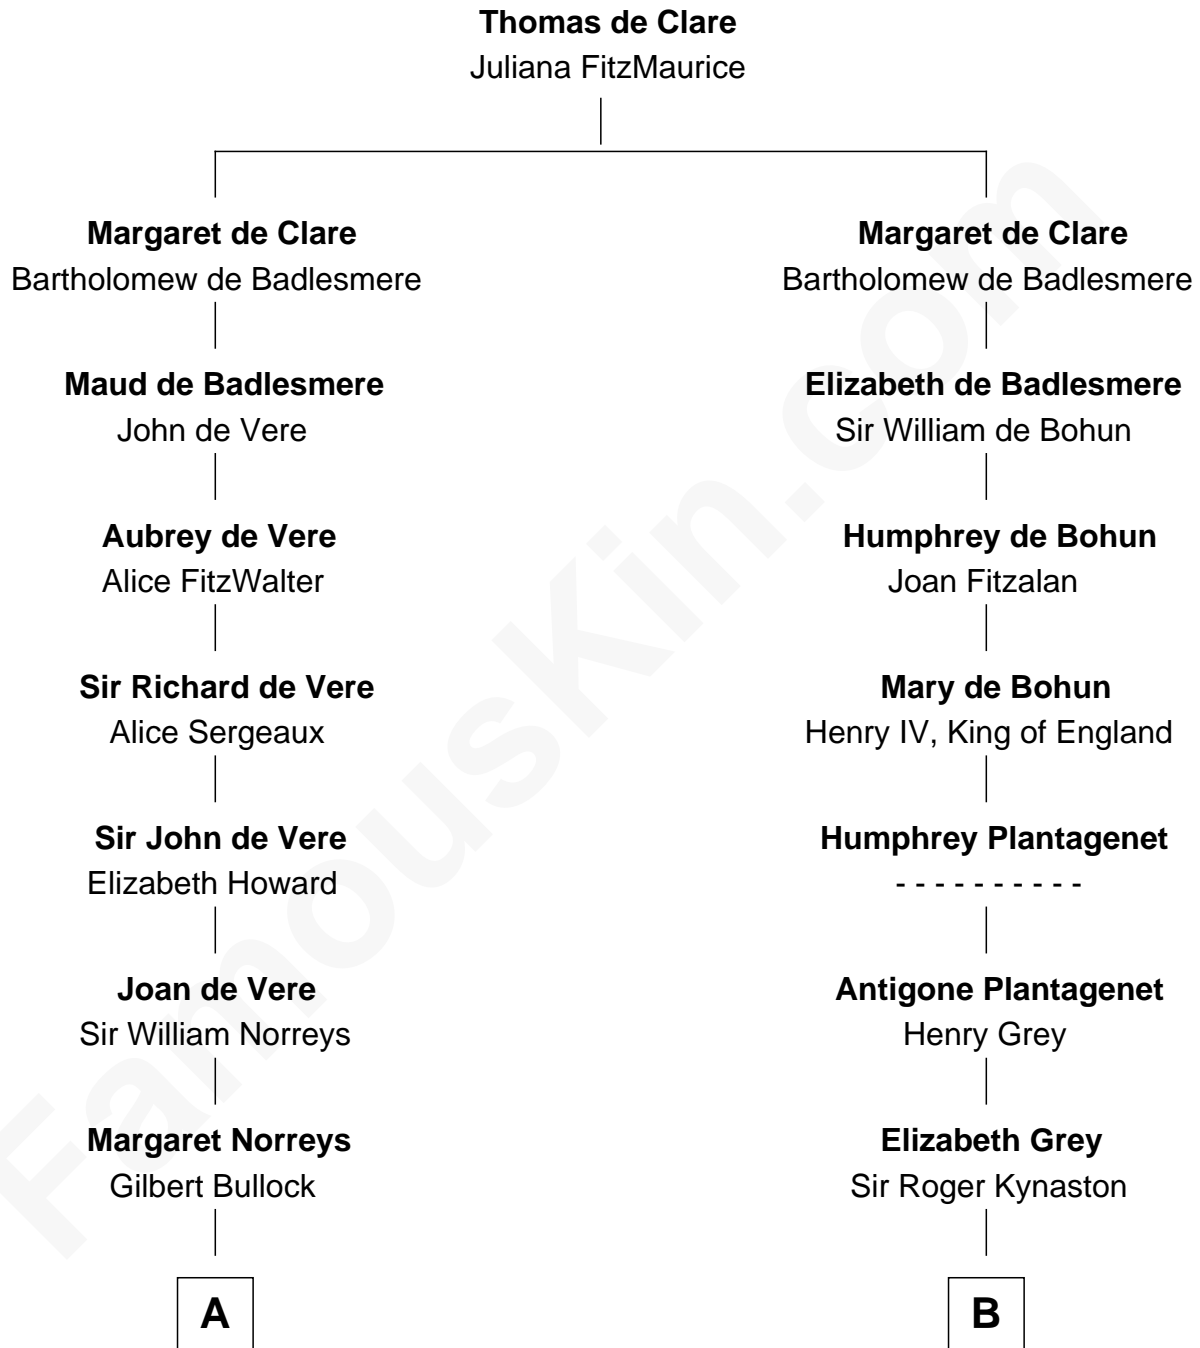 Thomas de Clare
Juliana FitzMaurice
Margaret de Clare
Bartholomew de Badlesmere
Maud de Badlesmere
John de Vere
Aubrey de Vere
Alice FitzWalter
Sir Richard de Vere
Alice Sergeaux
Sir John de Vere
Elizabeth Howard
Joan de Vere
Sir William Norreys
Margaret Norreys
Gilbert Bullock
A
Margaret de Clare
Bartholomew de Badlesmere
Elizabeth de Badlesmere
Sir William de Bohun
Humphrey de Bohun
Joan Fitzalan
Mary de Bohun
Henry IV, King of England
Humphrey Plantagenet
- - - - - - - - - -
Antigone Plantagenet
Henry Grey
Elizabeth Grey
Sir Roger Kynaston
B
FamousKin.com